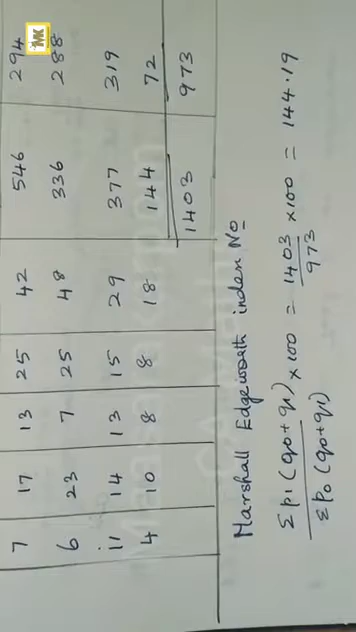 MK
7 17 13 25 42 546 294
6 23 7 25 48 336 288
11 14 13 15 29 377 319
4 10 8 8 18 144 72
1403 973
Marshall Edgeworth index No
Σp1(q0+q1) / Σp0(q0+q1) × 100 = 1403 / 973 × 100 = 144.19